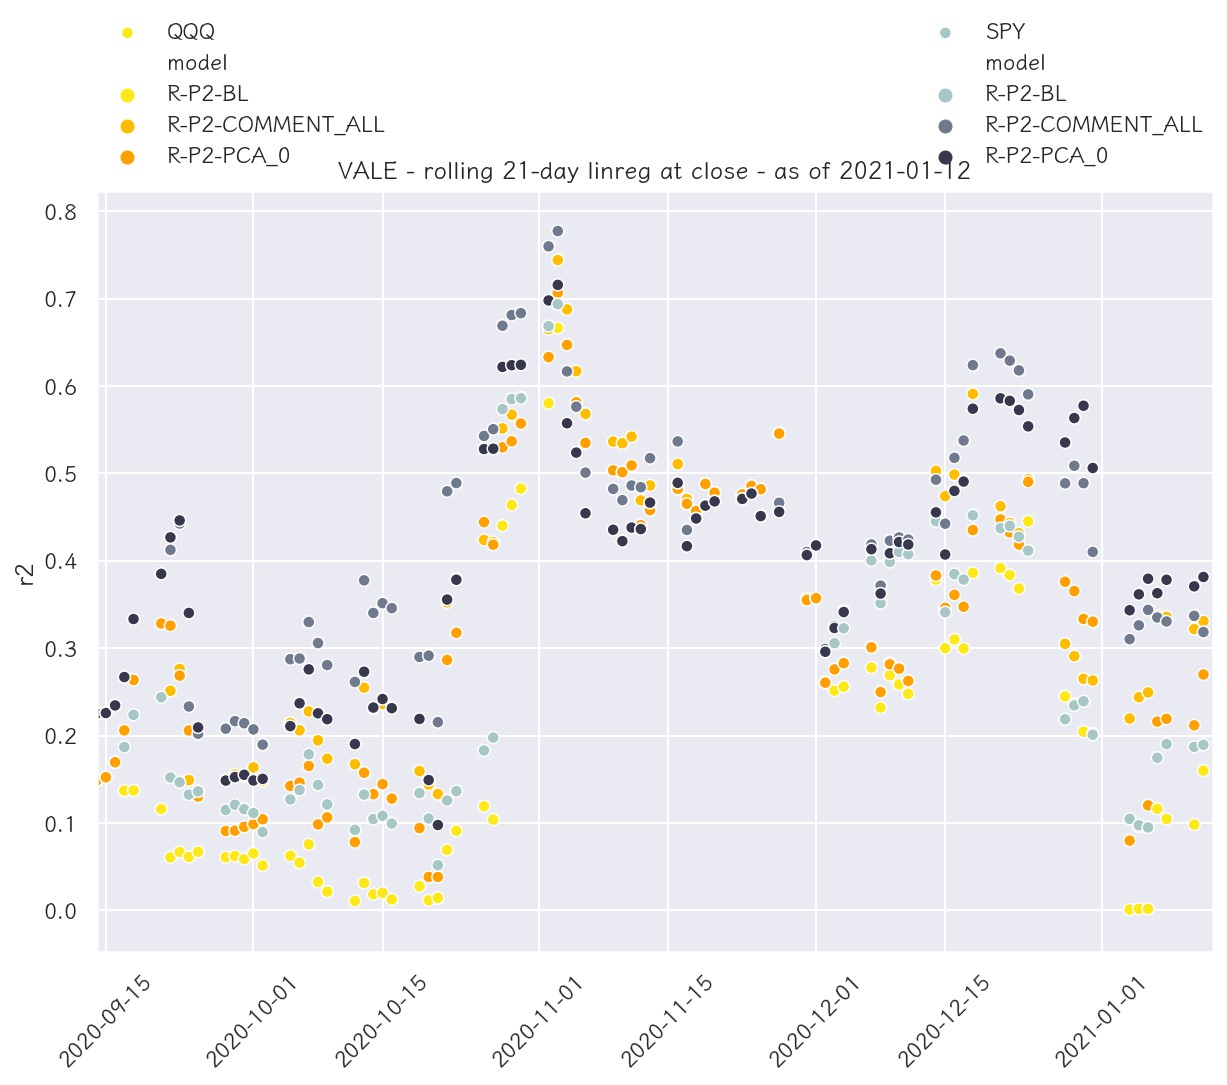 QQQ
model
R-P2-BL
R-P2-COMMENT_ALL
R-P2-PCA_0
SPY
model
R-P2-BL
R-P2-COMMENT_ALL
R-P2-PCA_0
VALE - rolling 21-day linreg at close - as of 2021-01-12
r2
0.8
0.7
0.6
0.5
0.4
0.3
0.2
0.1
0.0
2020-09-15
2020-10-01
2020-10-15
2020-11-01
2020-11-15
2020-12-01
2020-12-15
2021-01-01